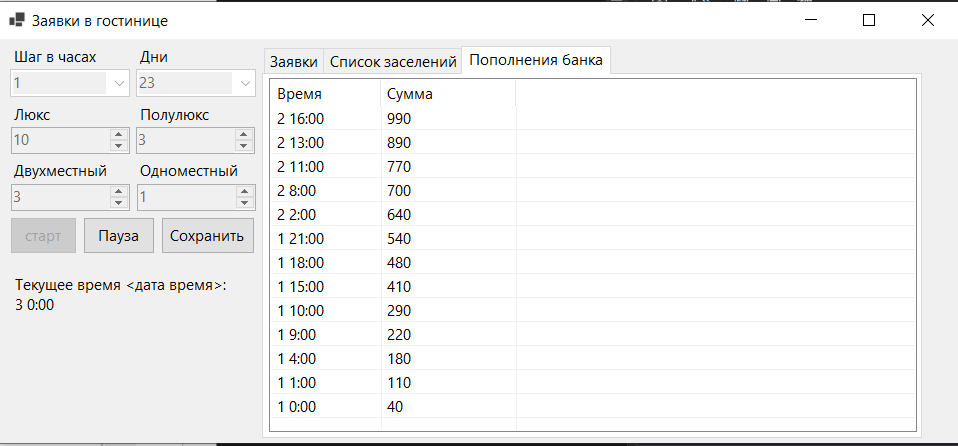 Заявки в гостинице
Шаг в часах
Дни
1
23
Люкс
Полулюкс
10
3
Двухместный
Одноместный
3
1
старт
Пауза
Сохранить
Текущее время <дата время>:
3 0:00
Заявки
Список заселений
Пополнения банка
Время
Сумма
2 16:00 990
2 13:00 890
2 11:00 770
2 8:00 700
2 2:00 640
1 21:00 540
1 18:00 480
1 15:00 410
1 10:00 290
1 9:00 220
1 4:00 180
1 1:00 110
1 0:00 40